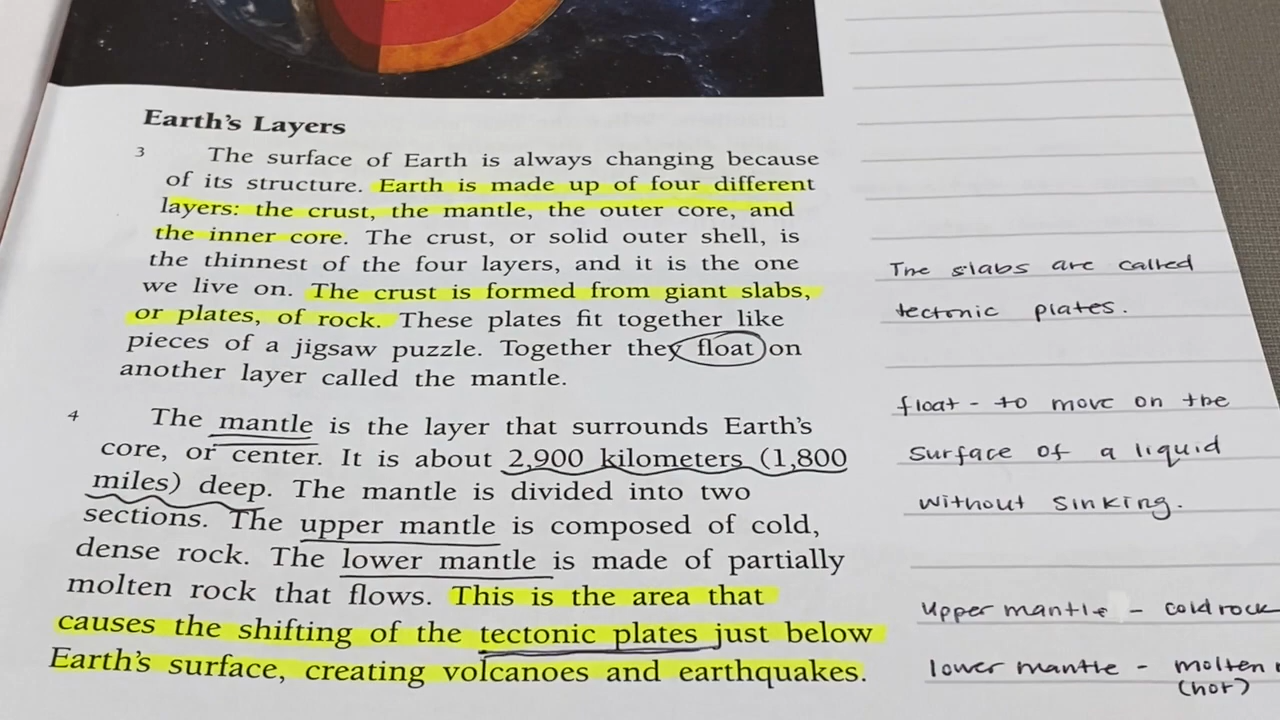 Earth's Layers
3 The surface of Earth is always changing because
of its structure. Earth is made up of four different
layers: the crust, the mantle, the outer core, and
the inner core. The crust, or solid outer shell, is
the thinnest of the four layers, and it is the one
we live on. The crust is formed from giant slabs,
or plates, of rock. These plates fit together like
pieces of a jigsaw puzzle. Together they float on
another layer called the mantle.
4 The mantle is the layer that surrounds Earth's
core, or center. It is about 2,900 kilometers (1,800
miles) deep. The mantle is divided into two
sections. The upper mantle is composed of cold,
dense rock. The lower mantle is made of partially
molten rock that flows. This is the area that
causes the shifting of the tectonic plates just below
Earth's surface, creating volcanoes and earthquakes.
The slabs are called
tectonic plates.
float - to move on the
surface of a liquid
without sinking.
Upper mantle - cold rock
lower mantle - molten
(hot)